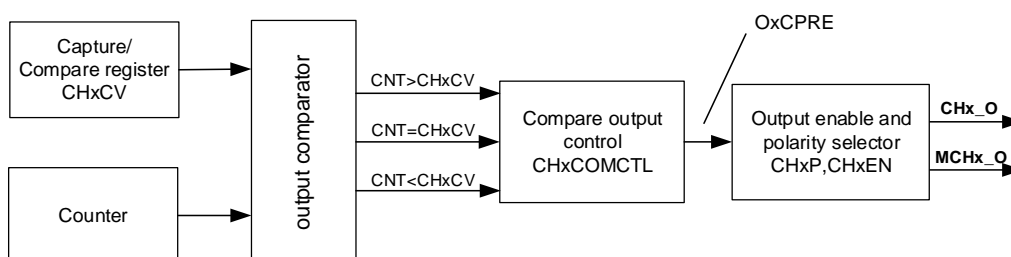 OxCPRE
Capture/
Compare register
CHxCV
output comparator
CNT>CHxCV
CNT=CHxCV
CNT<CHxCV
Compare output
control
CHxCOMCTL
Output enable and
polarity selector
CHxP,CHxEN
CHx_O
MCHx_O
Counter